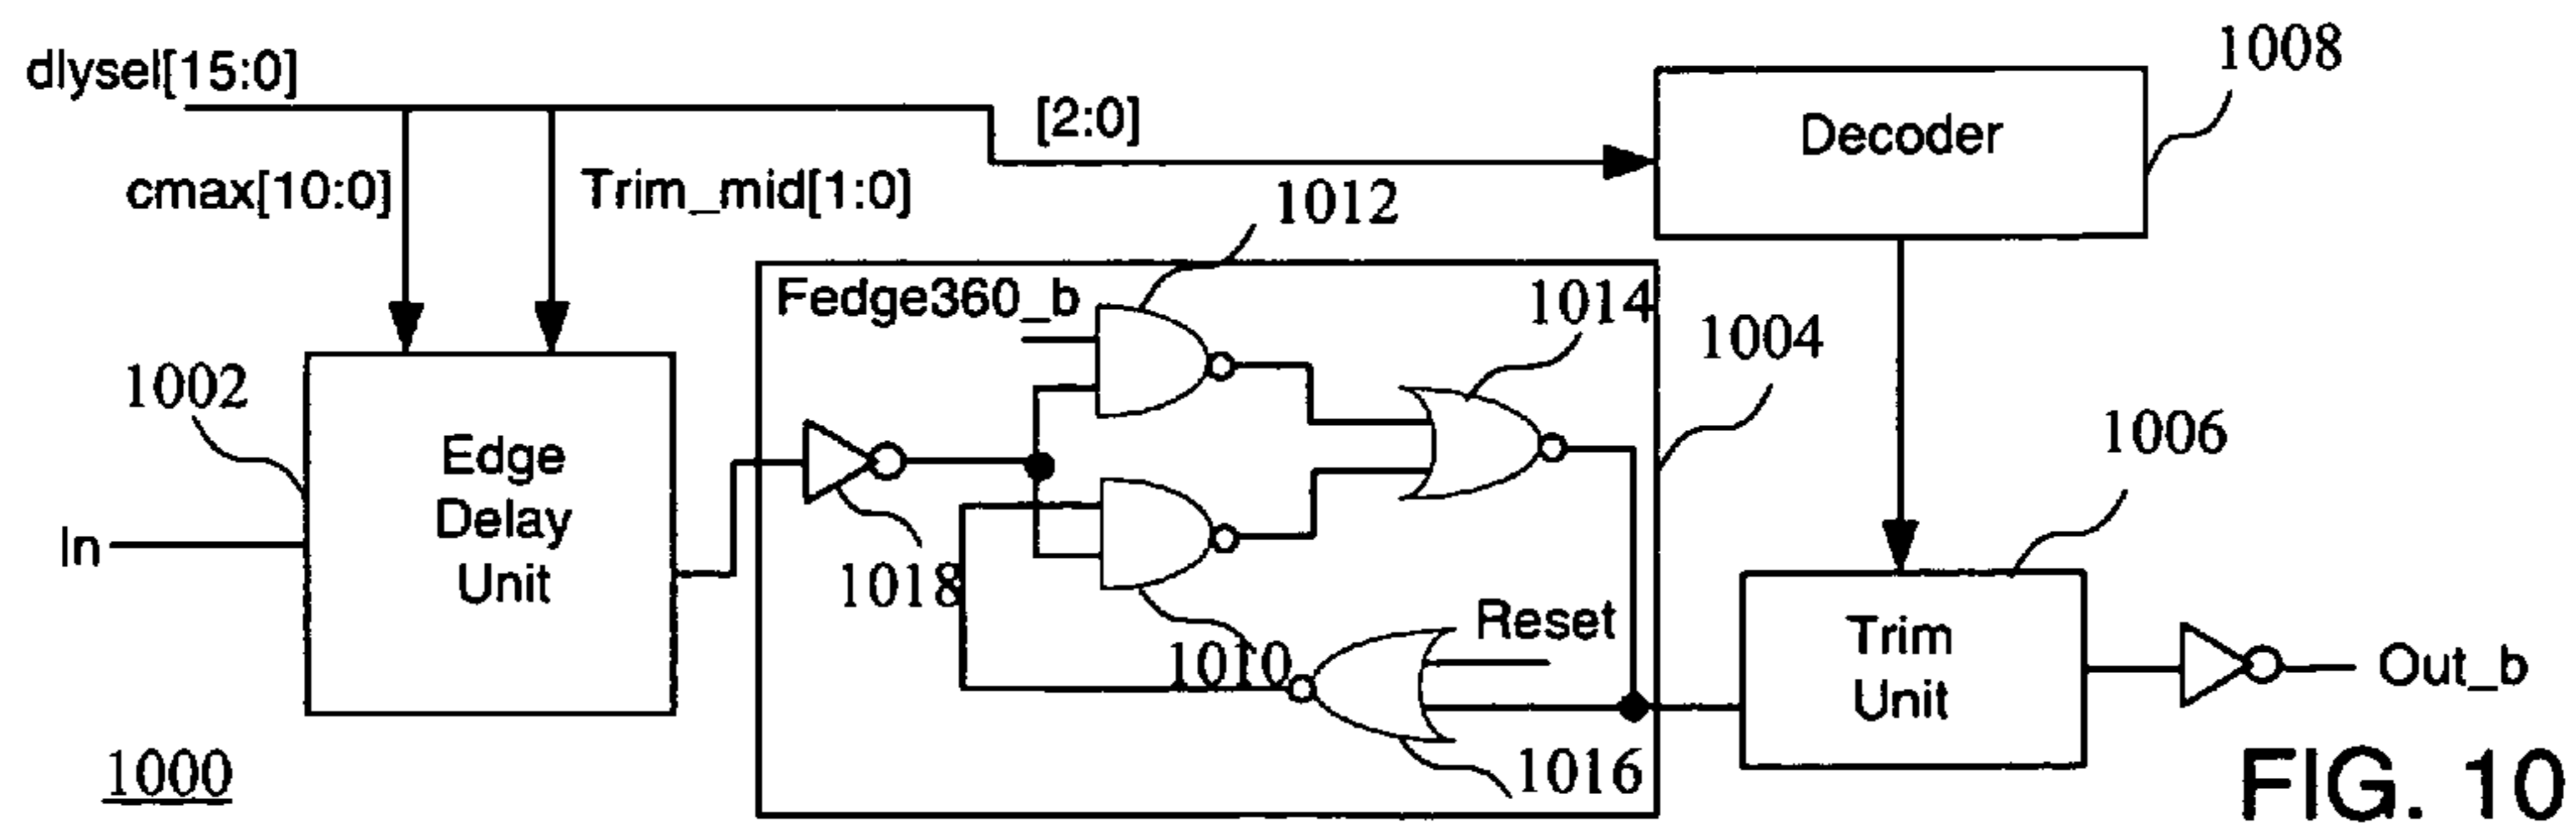 dlysel[15:0]
[2:0]
Decoder
1008
cmax[10:0]
Trim_mid[1:0]
1012
Fedge360_b
1014
1004
1002
Edge
Delay
Unit
In
1018
1010
Reset
1016
1006
Trim
Unit
Out_b
1000
FIG. 10